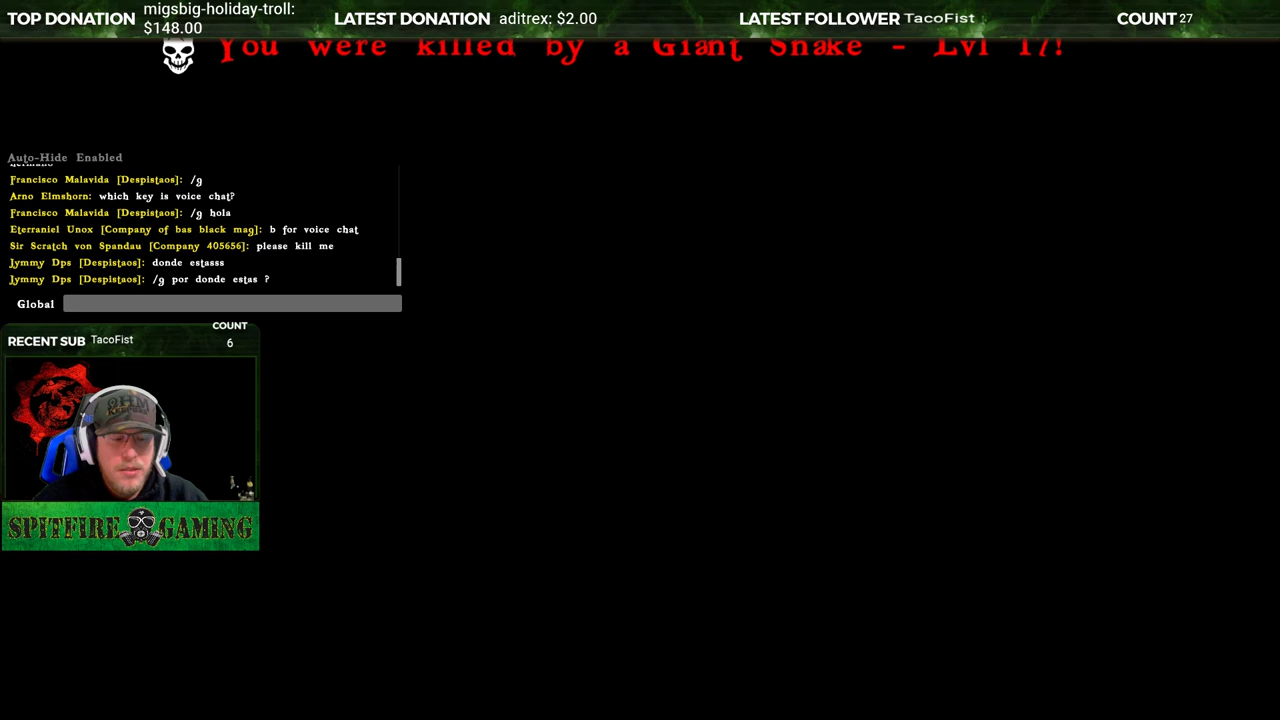 TOP DONATION migsbig-holiday-troll: $148.00 LATEST DONATION aditrex: $2.00 LATEST FOLLOWER TacoFist COUNT 27
You were killed by a Giant Snake - Lvl 17!
Auto-Hide Enabled
hermano
Francisco Malavida [Despistaos]: /g
Arno Elmshorn: which key is voice chat?
Francisco Malavida [Despistaos]: /g hola
Eterraniel Unox [Company of bas black mag]: b for voice chat
Sir Scratch von Spandau [Company 405656]: please kill me
Jymmy Dps [Despistaos]: donde estasss
Jymmy Dps [Despistaos]: /g por donde estas ?
Global
RECENT SUB TacoFist COUNT 6
SPITFIRE GAMING